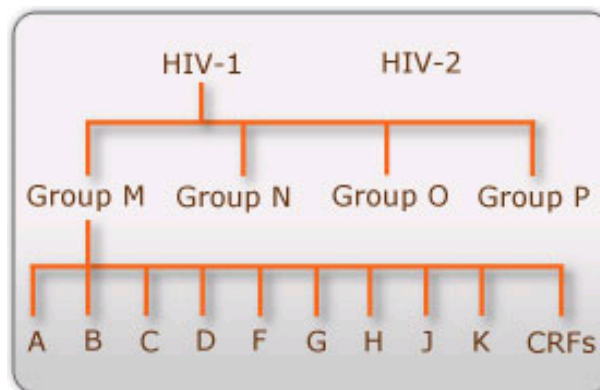 HIV-1 HIV-2
Group M Group N Group O Group P
A B C D F G H J K CRFs